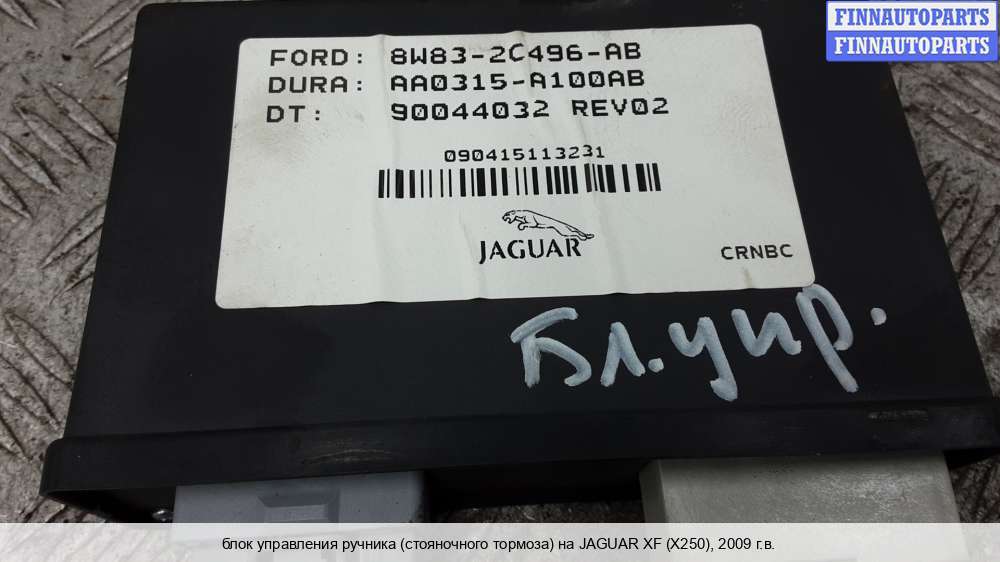 FINNAUTOPARTS
FINNAUTOPARTS
FORD: 8W83-2C496-AB
DURA: AA0315-A100AB
DT: 90044032 REV02
090415113231
JAGUAR
CRNBC
Бл.упр.
блок управления ручника (стояночного тормоза) на JAGUAR XF (X250), 2009 г.в.